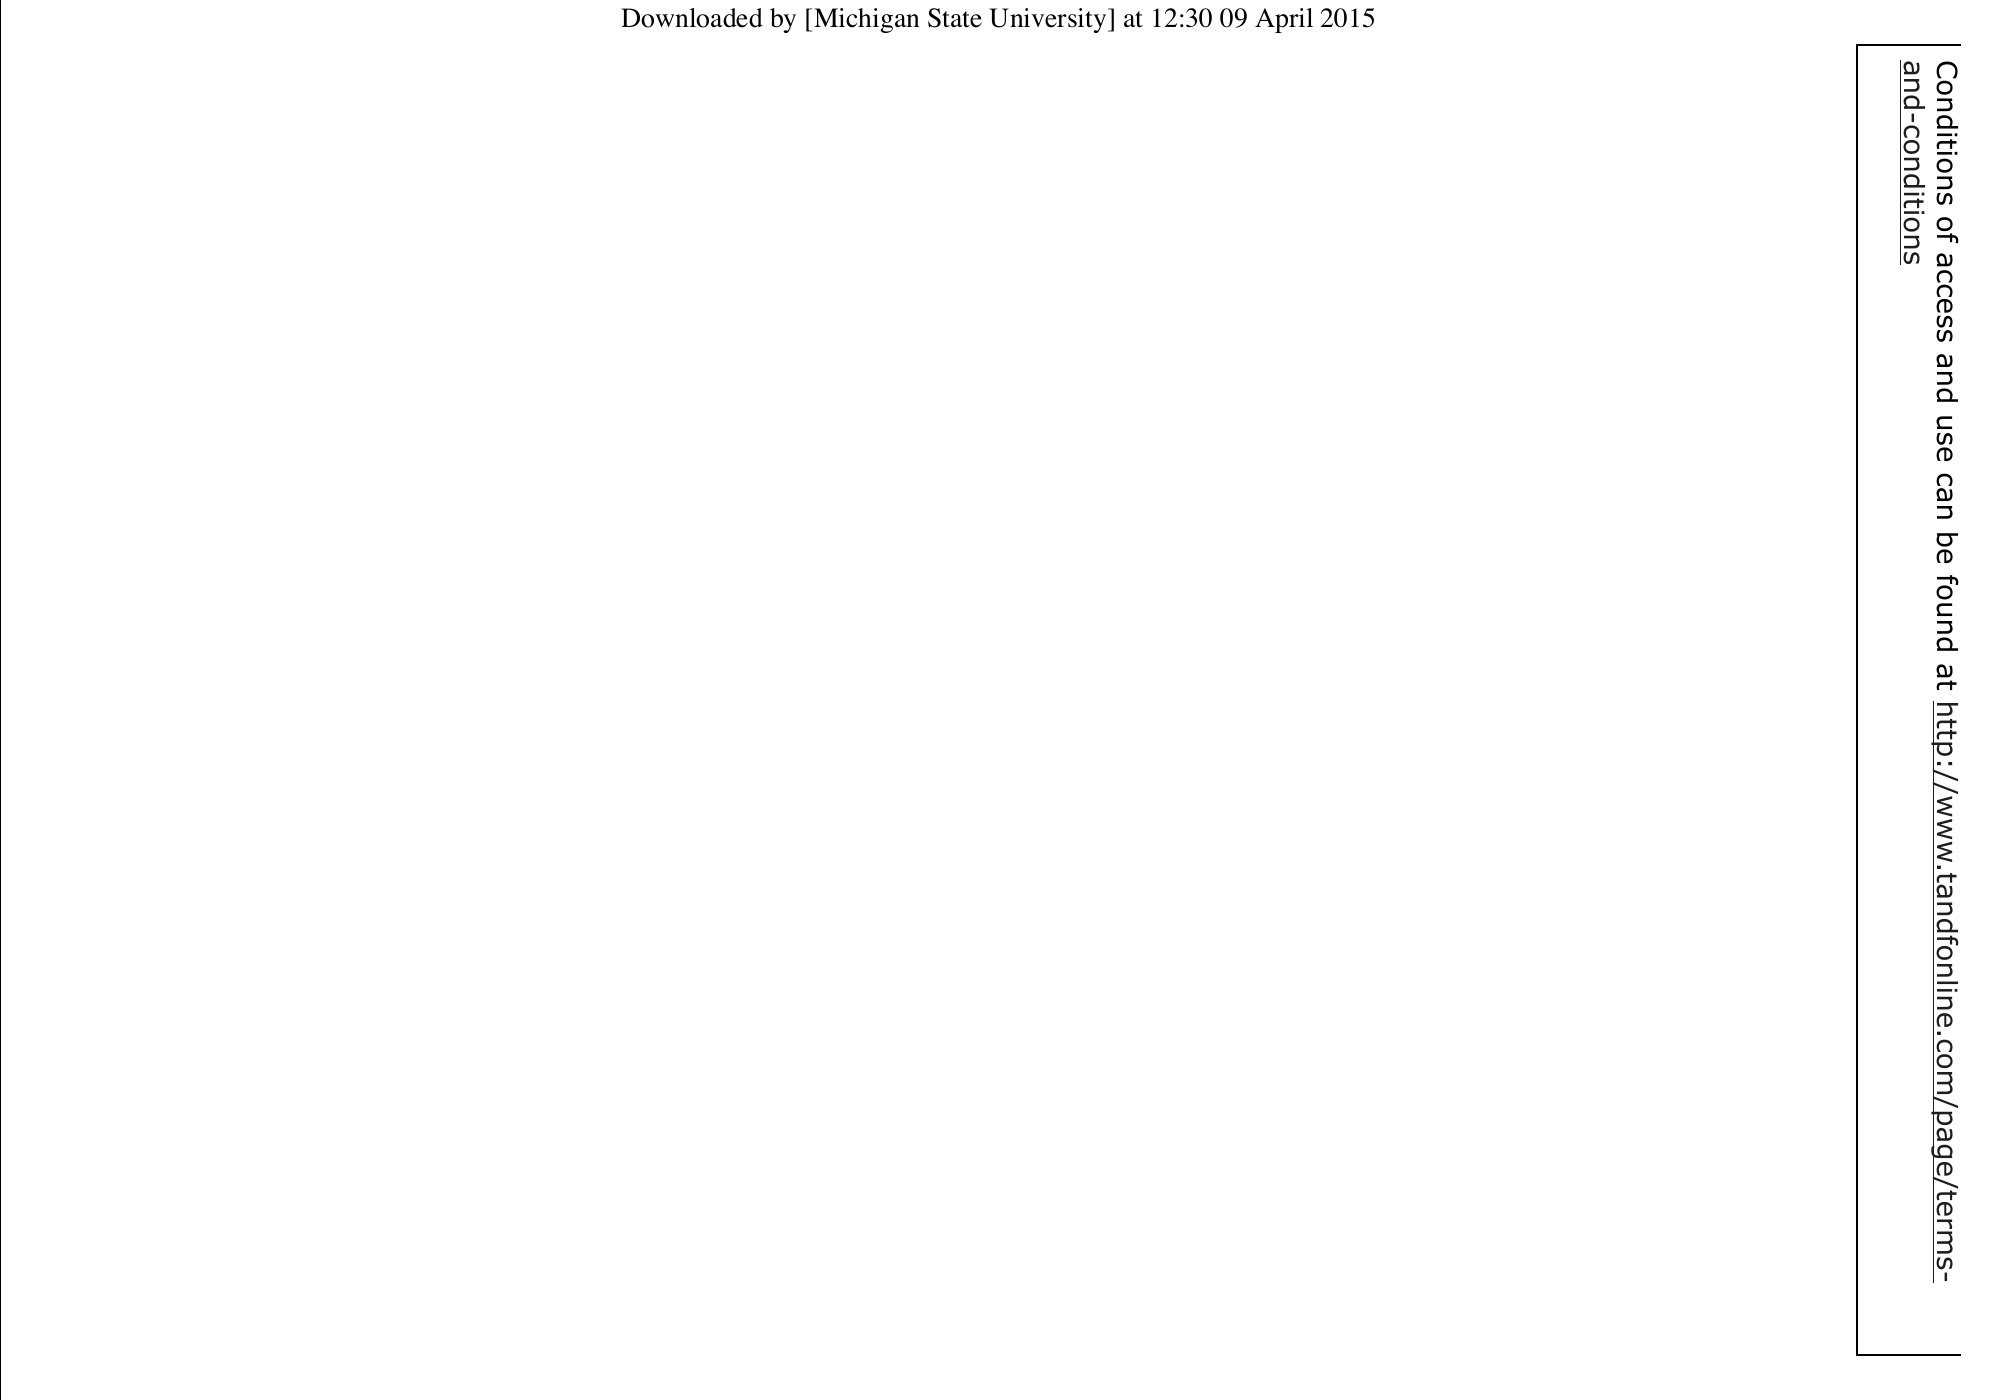 Downloaded by [Michigan State University] at 12:30 09 April 2015
Conditions of access and use can be found at http://www.tandfonline.com/page/terms-
and-conditions